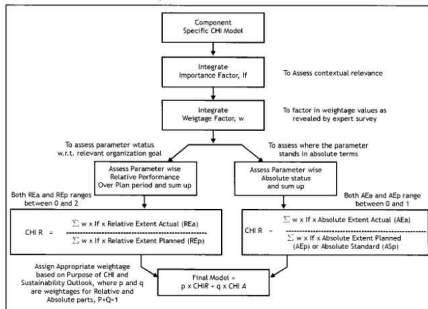 Component
Specific CHI Model
Integrate
Importance Factor, If
To Assess contextual relevance
Integrate
Weigtage Factor, w
To factor in weightage values as
revealed by expert survey
To assess parameter wtatus
w.r.t. relevant organization goal
To assess where the parameter
stands in absolute terms
Assess Parameter wise
Relative Performance
Over Plan period and sum up
Assess Parameter wise
Absolute status
and sum up
Both REa and REp ranges
between 0 and 2
Both AEa and AEp range
between 0 and 1
CHI R =
∑ w x If x Relative Extent Actual (REa)
∑ w x If x Relative Extent Planned (REp)
CHI R =
∑ w x If x Absolute Extent Actual (AEa)
∑ w x If x Absolute Extent Planned
(AEp) or Absolute Standard (ASp)
Assign Appropriate weightage
based on Purpose of CHI and
Sustainability Outlook, where p and q
are weightages for Relative and
Absolute parts, P+Q=1
Final Model =
p x CHIR + q x CHI A